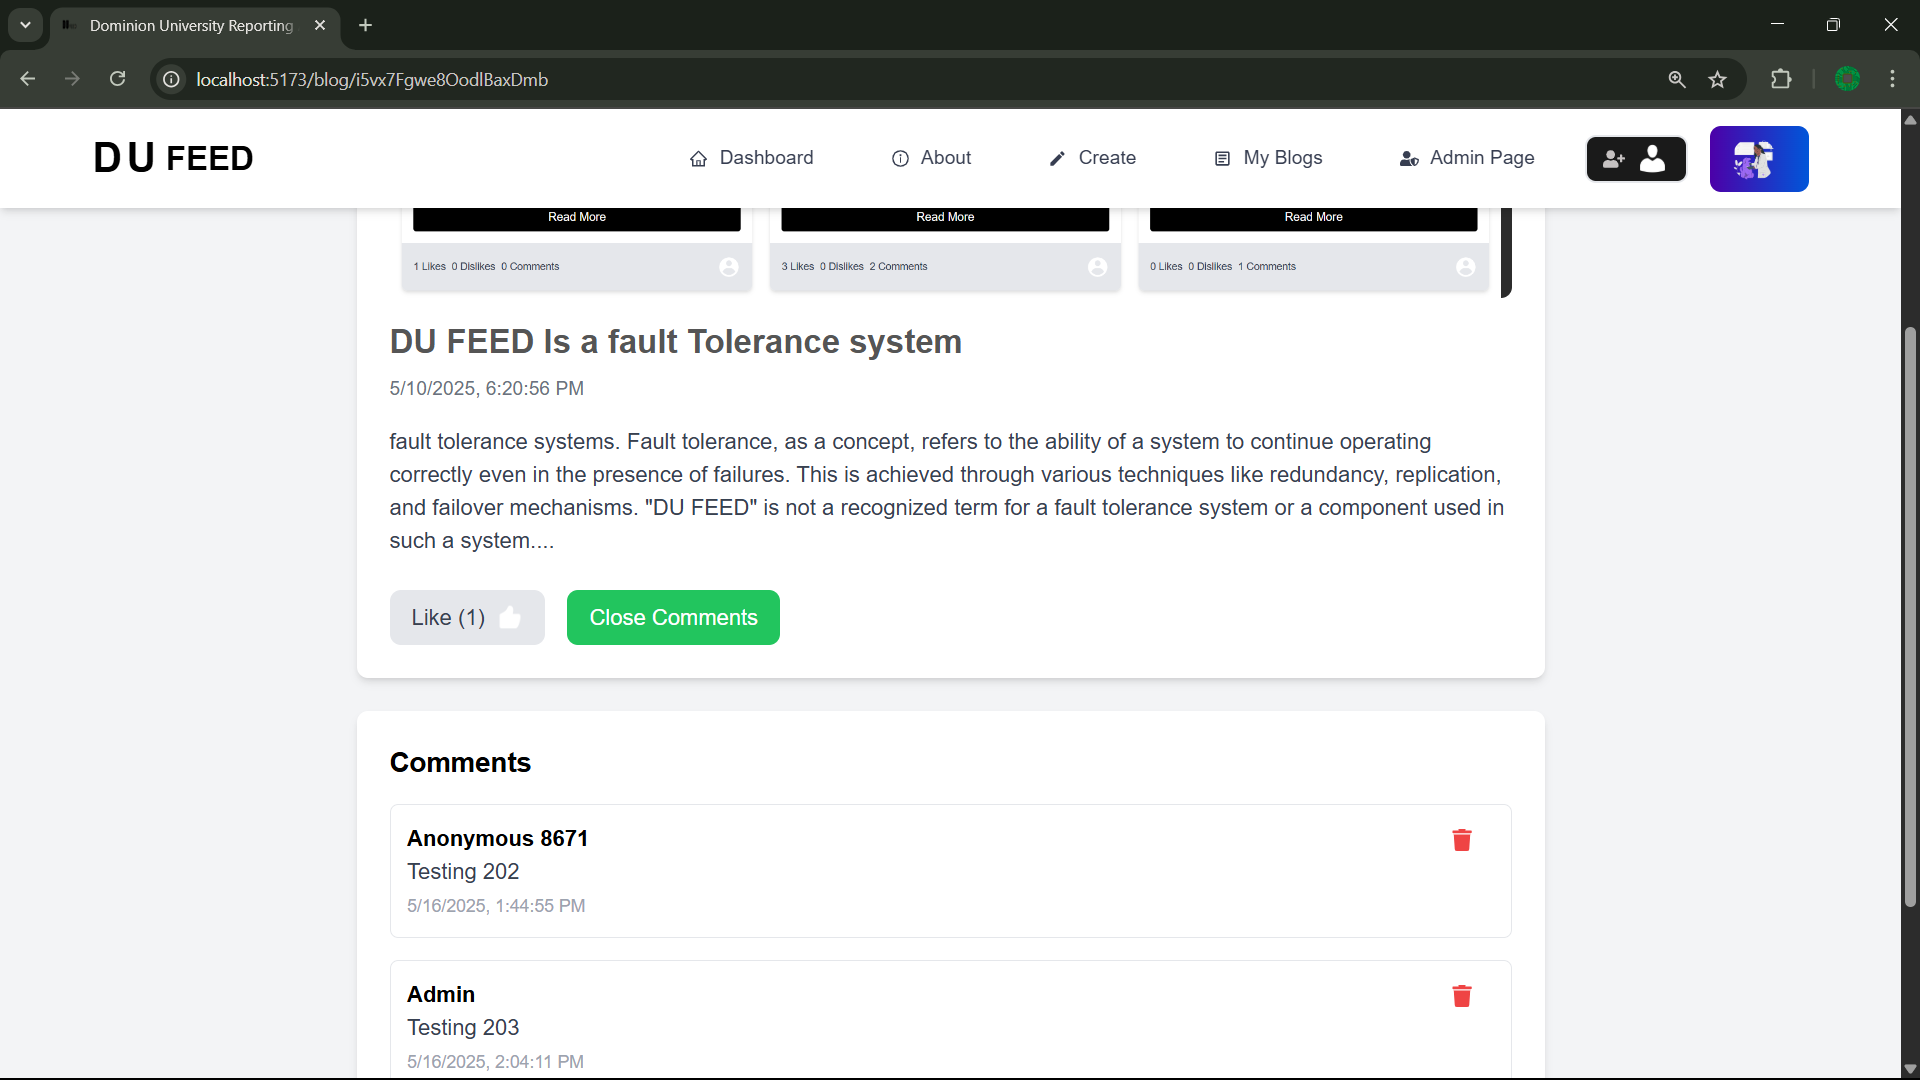 Dominion University Reporting
localhost:5173/blog/i5vx7Fgwe8OodlBaxDmb
DU FEED
Dashboard
About
Create
My Blogs
Admin Page
Read More
Read More
Read More
1 Likes 0 Dislikes 0 Comments
3 Likes 0 Dislikes 2 Comments
0 Likes 0 Dislikes 1 Comments
DU FEED Is a fault Tolerance system
5/10/2025, 6:20:56 PM
fault tolerance systems. Fault tolerance, as a concept, refers to the ability of a system to continue operating
correctly even in the presence of failures. This is achieved through various techniques like redundancy, replication,
and failover mechanisms. "DU FEED" is not a recognized term for a fault tolerance system or a component used in
such a system....
Like (1)
Close Comments
Comments
Anonymous 8671
Testing 202
5/16/2025, 1:44:55 PM
Admin
Testing 203
5/16/2025, 2:04:11 PM